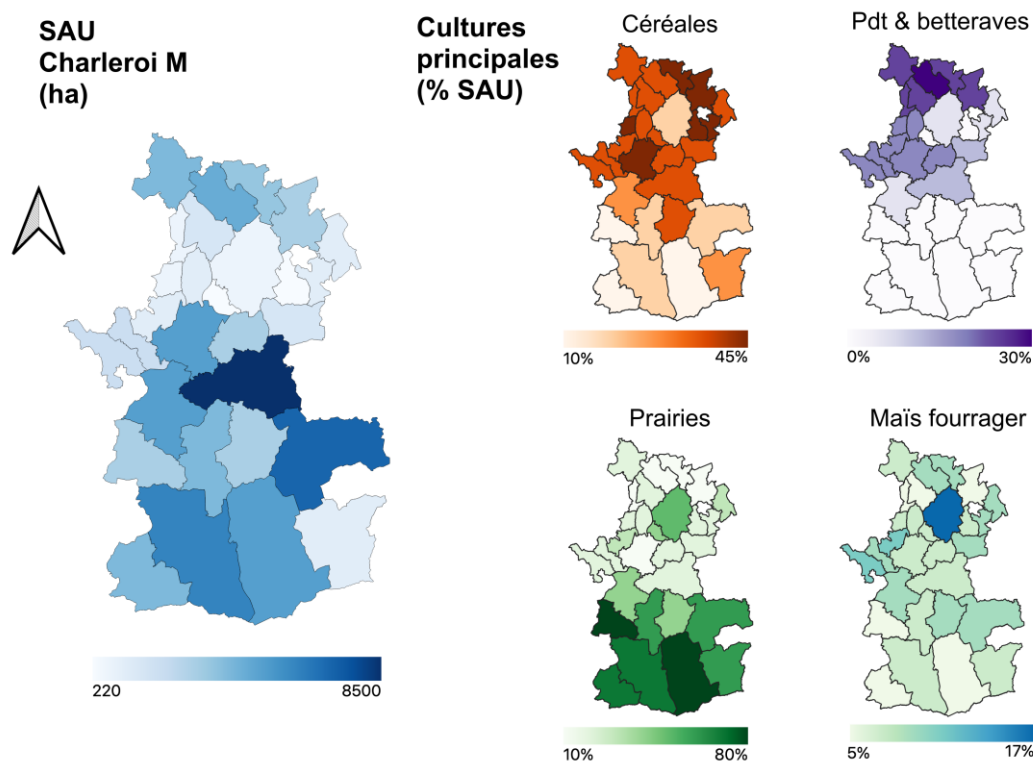 SAU
Charleroi M
(ha)
220
8500
Cultures
principales
(% SAU)
Céréales
10%
45%
Pdt & betteraves
0%
30%
Prairies
10%
80%
Maïs fourrager
5%
17%